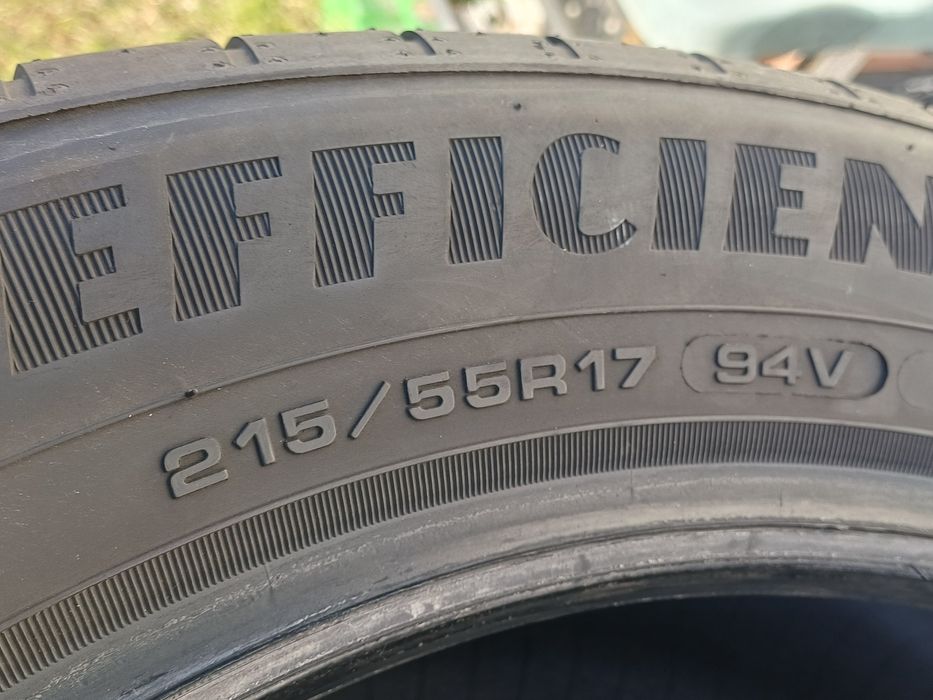 EFFICIEN
215/55R17 94V